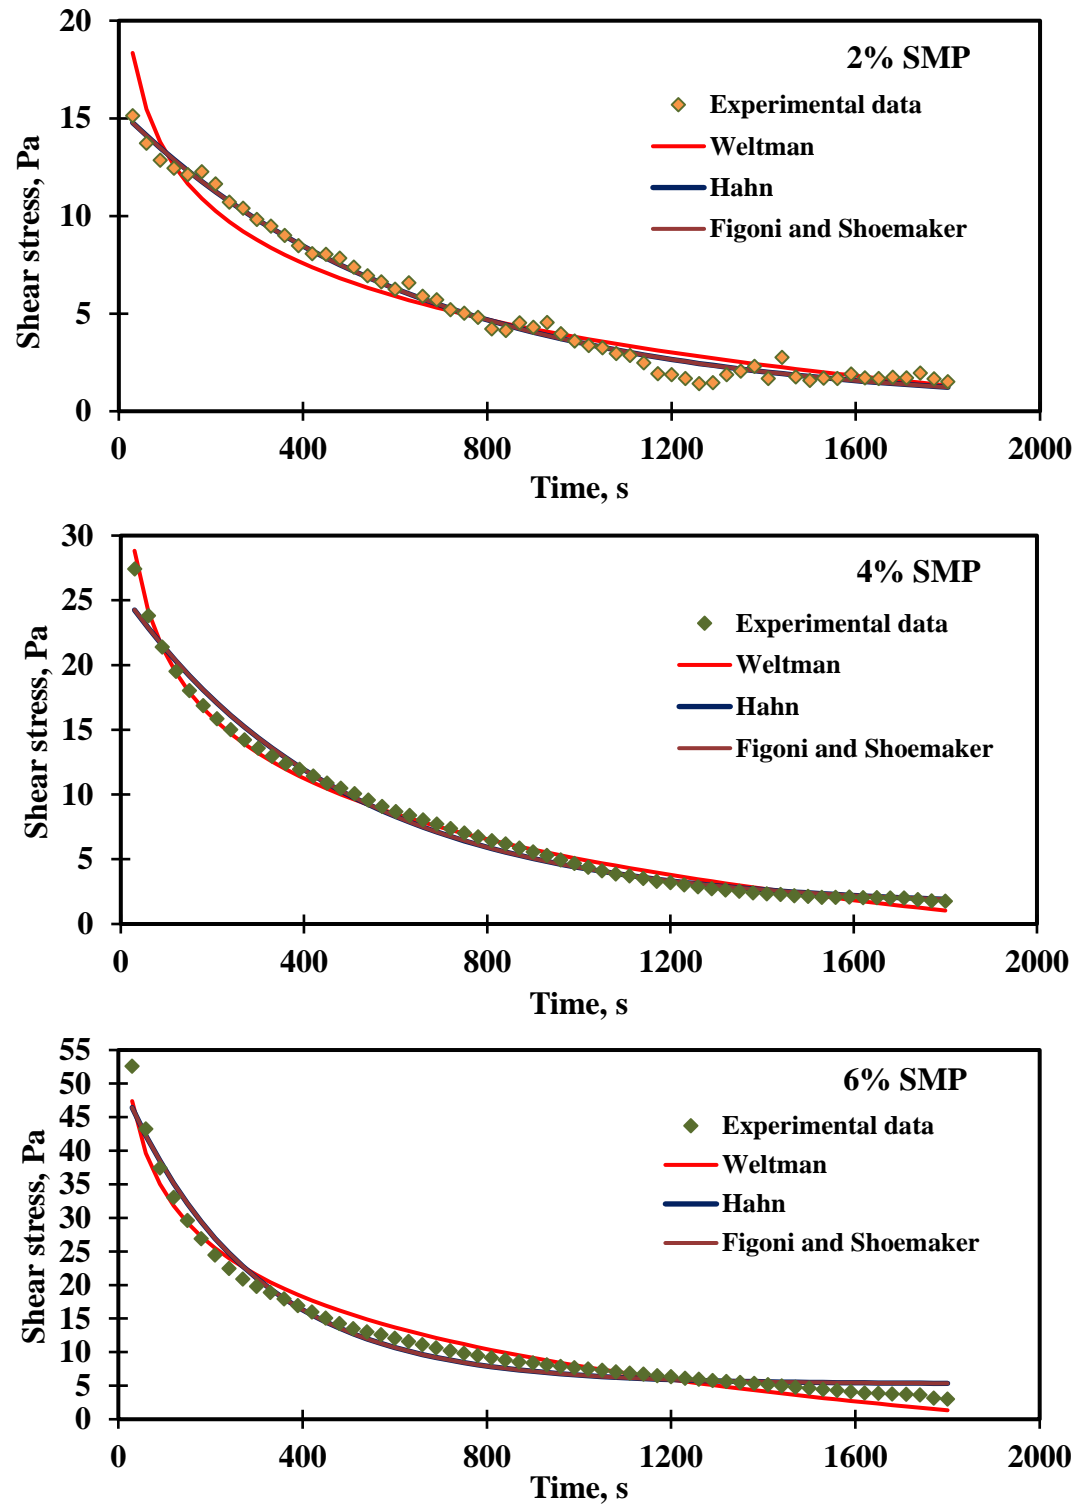 20
15
10
5
0
Shear stress, Pa
2% SMP
Experimental data
Weltman
Hahn
Figoni and Shoemaker
0 400 800 1200 1600 2000
Time, s
30
25
20
15
10
5
0
Shear stress, Pa
4% SMP
Experimental data
Weltman
Hahn
Figoni and Shoemaker
0 400 800 1200 1600 2000
Time, s
55
50
45
40
35
30
25
20
15
10
5
0
Shear stress, Pa
6% SMP
Experimental data
Weltman
Hahn
Figoni and Shoemaker
0 400 800 1200 1600 2000
Time, s